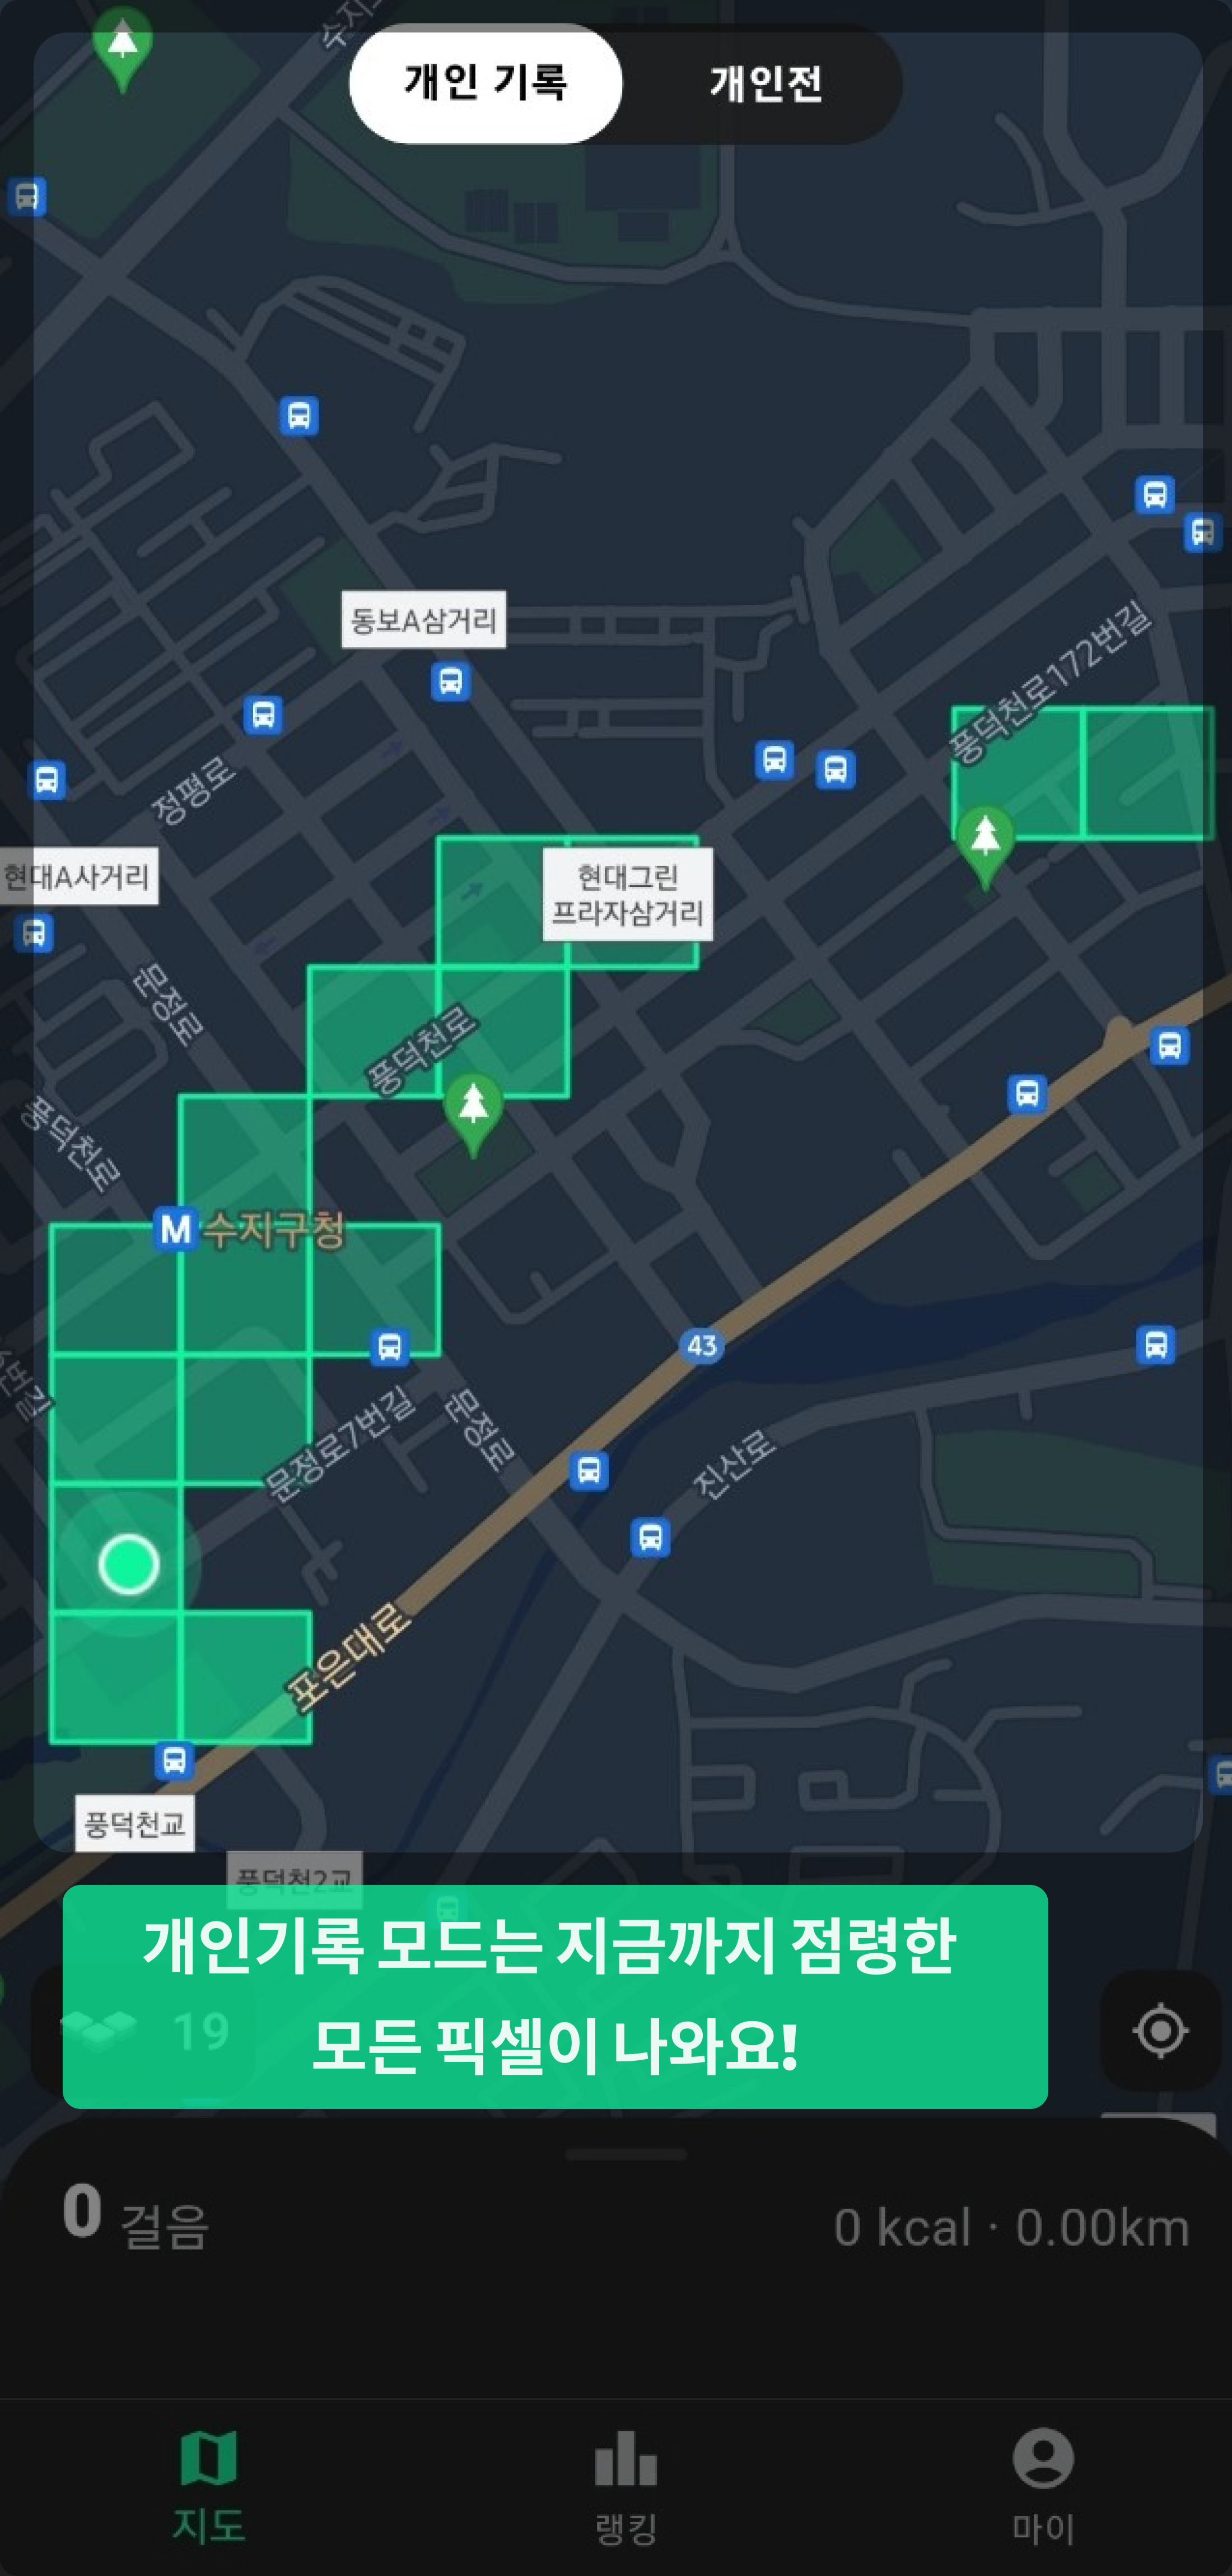 개인 기록
개인전
동보A삼거리
풍덕천로172번길
정평로
현대A사거리
현대그린
프라자삼거리
문정로
풍덕천로
풍덕천로
M 수지구청
43
문정로7번길
문정로
진산로
포은대로
풍덕천교
풍덕천2교
개인기록 모드는 지금까지 점령한
모든 픽셀이 나와요!
19
0 걸음
0 kcal · 0.00km
지도
랭킹
마이